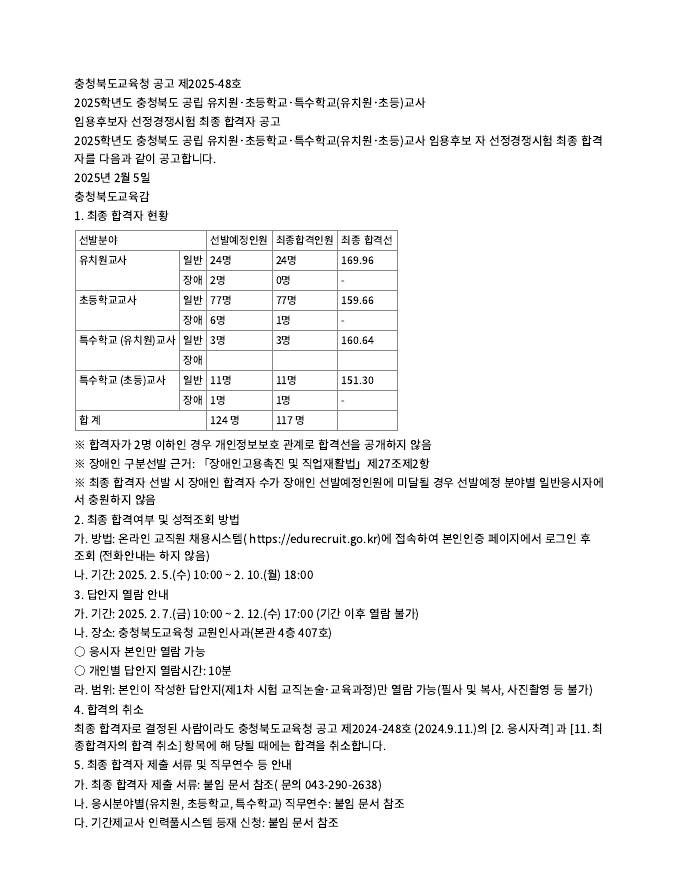 충청북도교육청 공고 제2025-48호
2025학년도 충청북도 공립 유치원·초등학교·특수학교(유치원·초등)교사
임용후보자 선정경쟁시험 최종 합격자 공고
2025학년도 충청북도 공립 유치원·초등학교·특수학교(유치원·초등)교사 임용후보 자 선정경쟁시험 최종 합격
자를 다음과 같이 공고합니다.
2025년 2월 5일
충청북도교육감
1. 최종 합격자 현황
선발분야 선발예정인원 최종합격인원 최종 합격선
유치원교사 일반 24명 24명 169.96
장애 2명 0명 -
초등학교교사 일반 77명 77명 159.66
장애 6명 1명 -
특수학교 (유치원)교사 일반 3명 3명 160.64
장애
특수학교 (초등)교사 일반 11명 11명 151.30
장애 1명 1명 -
합 계 124 명 117 명
※ 합격자가 2명 이하인 경우 개인정보보호 관계로 합격선을 공개하지 않음
※ 장애인 구분선발 근거: 「장애인고용촉진 및 직업재활법」제27조제2항
※ 최종 합격자 선발 시 장애인 합격자 수가 장애인 선발예정인원에 미달될 경우 선발예정 분야별 일반응시자에
서 충원하지 않음
2. 최종 합격여부 및 성적조회 방법
가. 방법: 온라인 교직원 채용시스템( https://edurecruit.go.kr)에 접속하여 본인인증 페이지에서 로그인 후
조회 (전화안내는 하지 않음)
나. 기간: 2025. 2. 5.(수) 10:00 ~ 2. 10.(월) 18:00
3. 답안지 열람 안내
가. 기간: 2025. 2. 7.(금) 10:00 ~ 2. 12.(수) 17:00 (기간 이후 열람 불가)
나. 장소: 충청북도교육청 교원인사과(본관 4층 407호)
○ 응시자 본인만 열람 가능
○ 개인별 답안지 열람시간: 10분
라. 범위: 본인이 작성한 답안지(제1차 시험 교직논술·교육과정)만 열람 가능(필사 및 복사, 사진촬영 등 불가)
4. 합격의 취소
최종 합격자로 결정된 사람이라도 충청북도교육청 공고 제2024-248호 (2024.9.11.)의 [2. 응시자격] 과 [11. 최
종합격자의 합격 취소] 항목에 해 당될 때에는 합격을 취소합니다.
5. 최종 합격자 제출 서류 및 직무연수 등 안내
가. 최종 합격자 제출 서류: 붙임 문서 참조( 문의 043-290-2638)
나. 응시분야별(유치원, 초등학교, 특수학교) 직무연수: 붙임 문서 참조
다. 기간제교사 인력풀시스템 등재 신청: 붙임 문서 참조